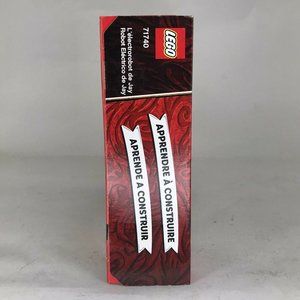 LEGO
71740
L'électrorobot de Jay
Robot Eléctrico de Jay
APPRENDRE À CONSTRUIRE
APRENDE A CONSTRUIR